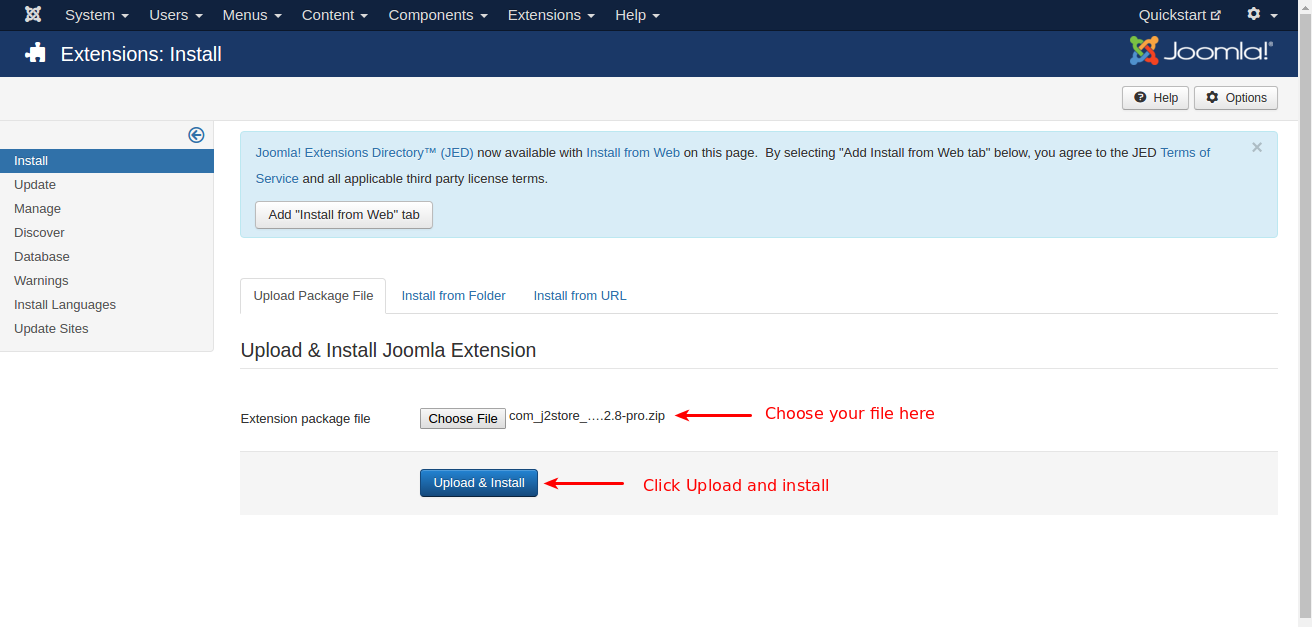 System Users Menus Content Components Extensions Help Quickstart
Extensions: Install Joomla!®
Help Options
Install
Update
Manage
Discover
Database
Warnings
Install Languages
Update Sites
Joomla! Extensions Directory™ (JED) now available with Install from Web on this page. By selecting "Add Install from Web tab" below, you agree to the JED Terms of
Service and all applicable third party license terms.
×
Add "Install from Web" tab
Upload Package File Install from Folder Install from URL
Upload & Install Joomla Extension
Extension package file Choose File com_j2store_....2.8-pro.zip Choose your file here
Upload & Install Click Upload and install